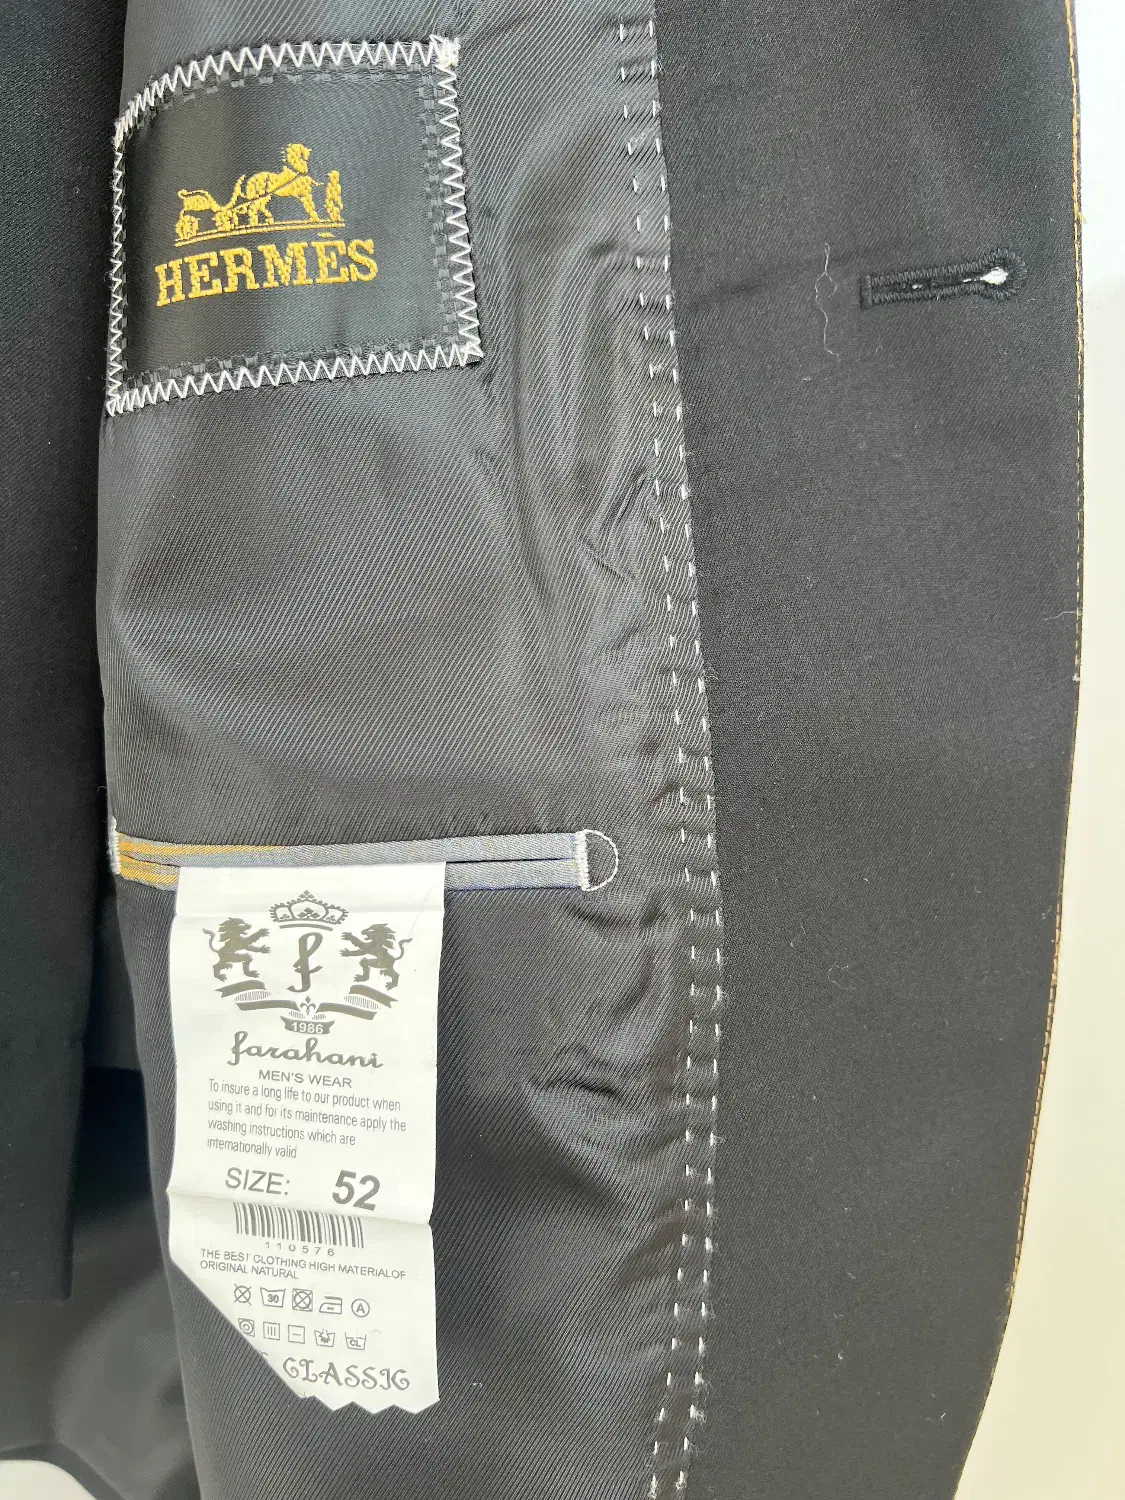 HERMÈS
f
1986
farahani
MEN'S WEAR
To insure a long life to our product when
using it and for its maintenance apply the
washing instructions which are
internationally valid
SIZE: 52
110576
THE BEST CLOTHING HIGH MATERIALOF
ORIGINAL NATURAL
30
A
CL
CLASSIC